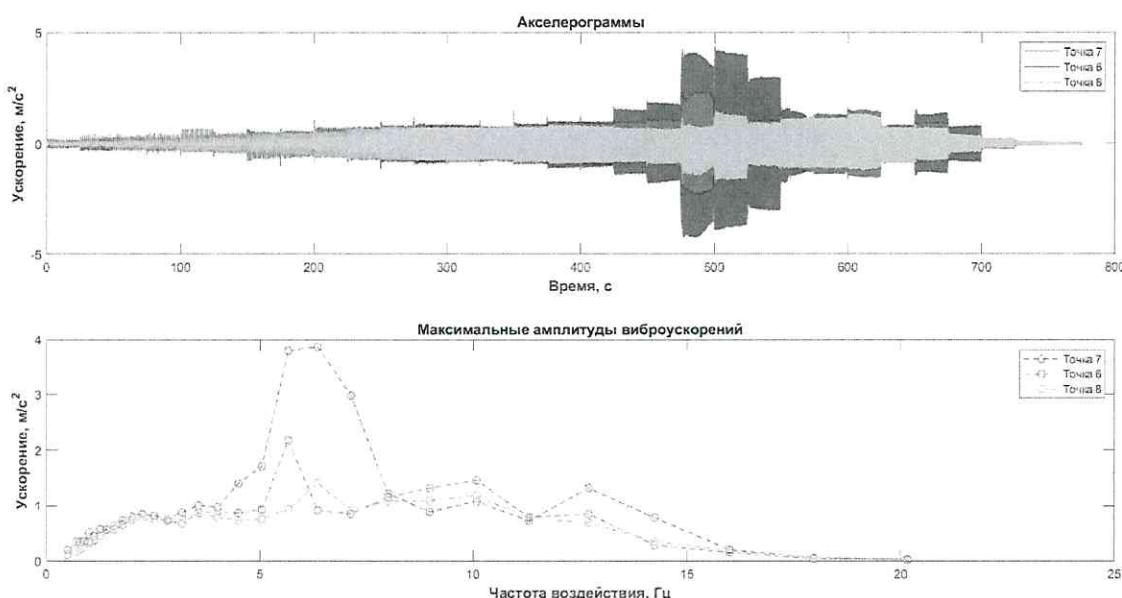 Акселерограммы
Ускорение, м/с²
5
0
-5
Точка 7
Точка 6
Точка 8
0 100 200 300 400 500 600 700 800
Время, с
Максимальные амплитуды виброускорений
Ускорение, м/с²
4
3
2
1
0
Точка 7
Точка 6
Точка 8
0 5 10 15 20 25
Частота воздействия, Гц